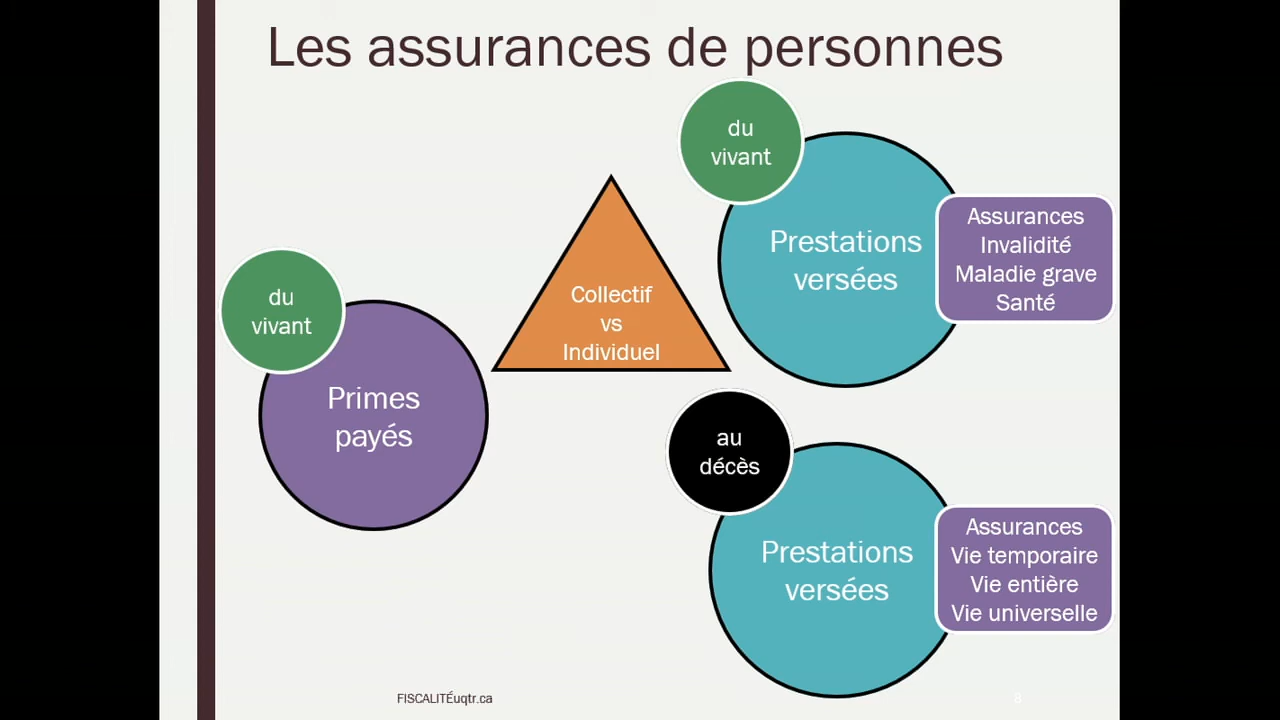 Les assurances de personnes
du
vivant
Primes
payés
Collectif
vs
Individuel
du
vivant
Prestations
versées
Assurances
Invalidité
Maladie grave
Santé
au
décès
Prestations
versées
Assurances
Vie temporaire
Vie entière
Vie universelle
FISCALITÉuqtr.ca
8